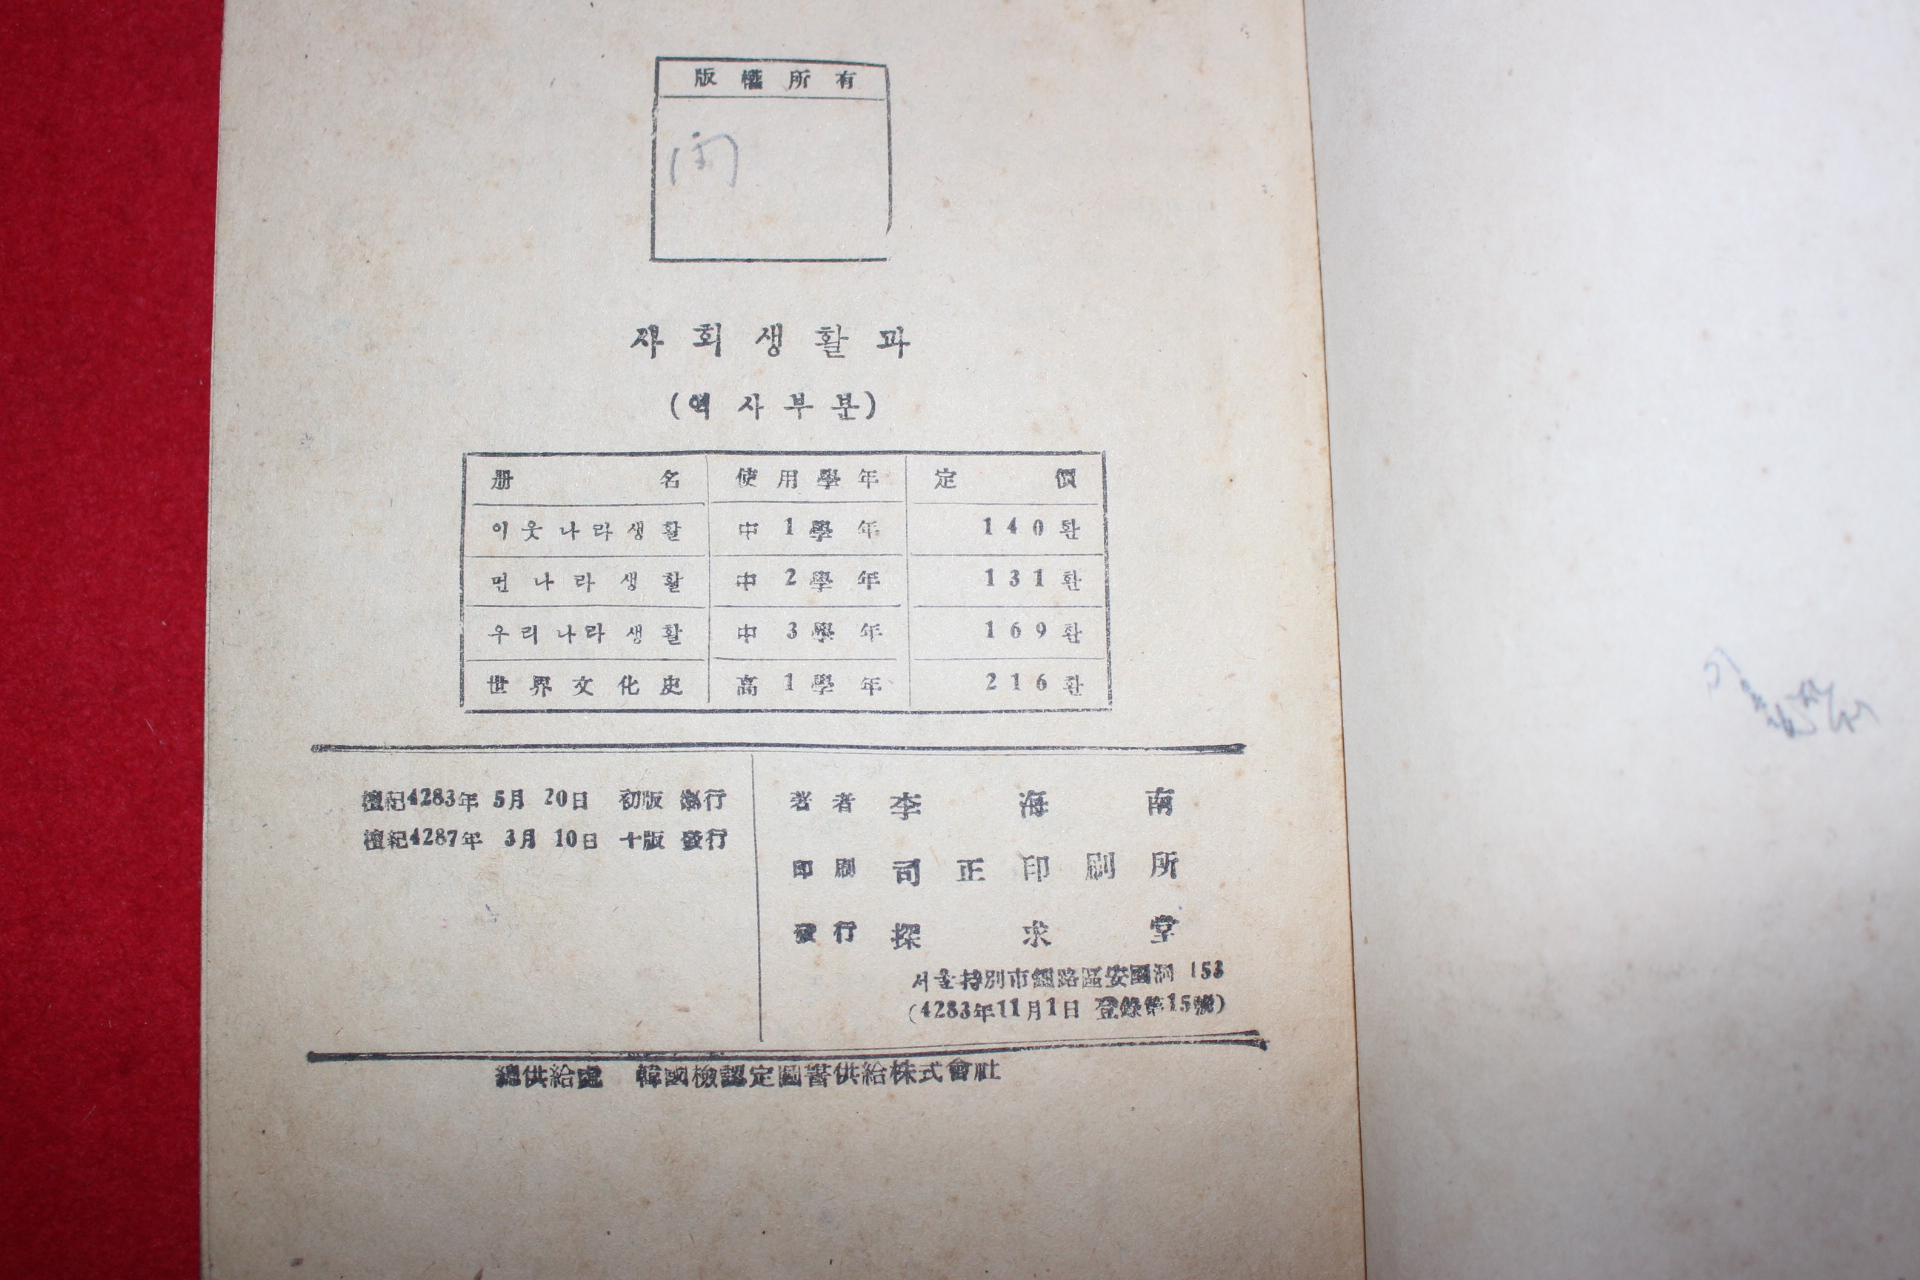 版權所有
사회생활과
(역사부분)
册名 使用學年 定價
이웃나라생활 中1學年 140환
먼나라생활 中2學年 131환
우리나라생활 中3學年 169환
世界文化史 高1學年 216환
檀紀4283年 5月 20日 初版 發行
檀紀4287年 3月 10日 十版 發行
著者 李海南
印刷 司正印刷所
發行 探求堂
서울特別市鍾路區安國洞 153
(4283年11月1日 登錄第15號)
總供給處 韓國檢認定圖書供給株式會社